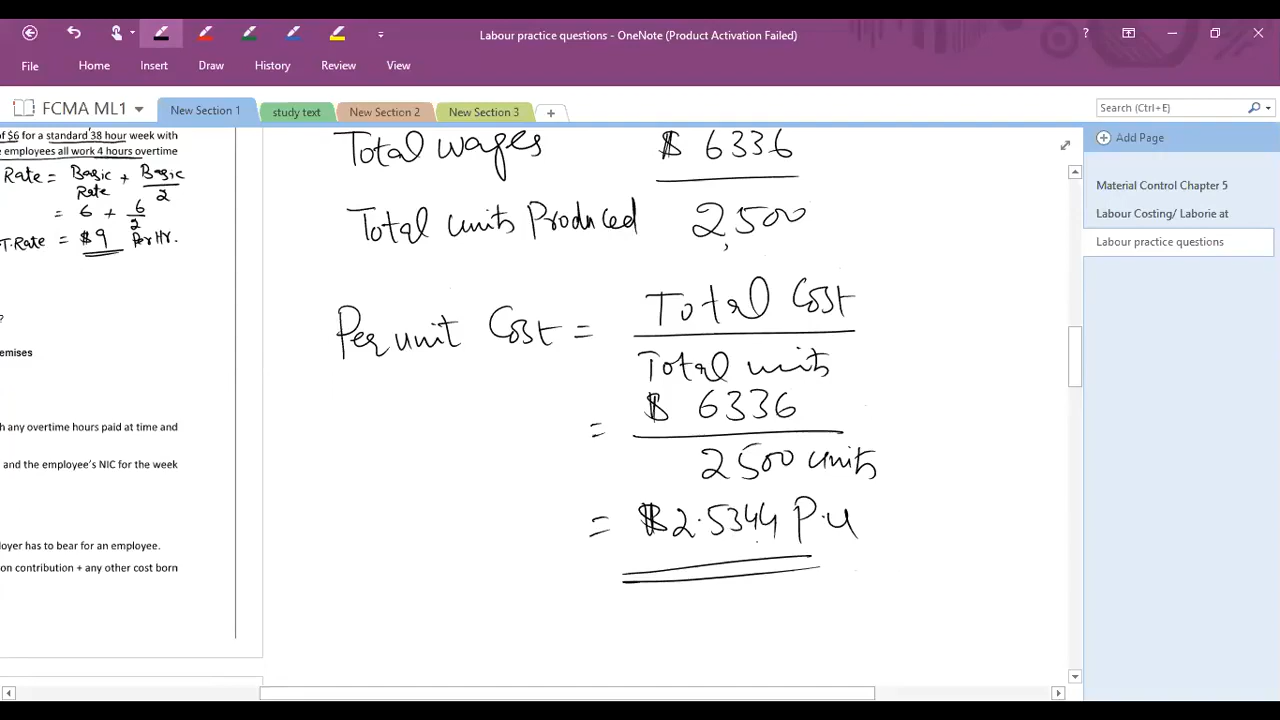 Labour practice questions - OneNote (Product Activation Failed)
?
File Home Insert Draw History Review View
FCMA ML1 New Section 1 study text New Section 2 New Section 3 +
Search (Ctrl+E)
Add Page
Material Control Chapter 5
Labour Costing/ Laborie at
Labour practice questions
of $6 for a standard 38 hour week with
e employees all work 4 hours overtime
Rate = Basic Rate + Basic/2
= 6 + 6/2
T.Rate = $9 Per Hr.
?
emises
h any overtime hours paid at time and
and the employee's NIC for the week
loyer has to bear for an employee.
on contribution + any other cost born
Total wages $ 6336
Total units Produced 2,500
Per unit Cost = Total Cost
Total units
= $ 6336
2500 units
= $2.5344 P.u